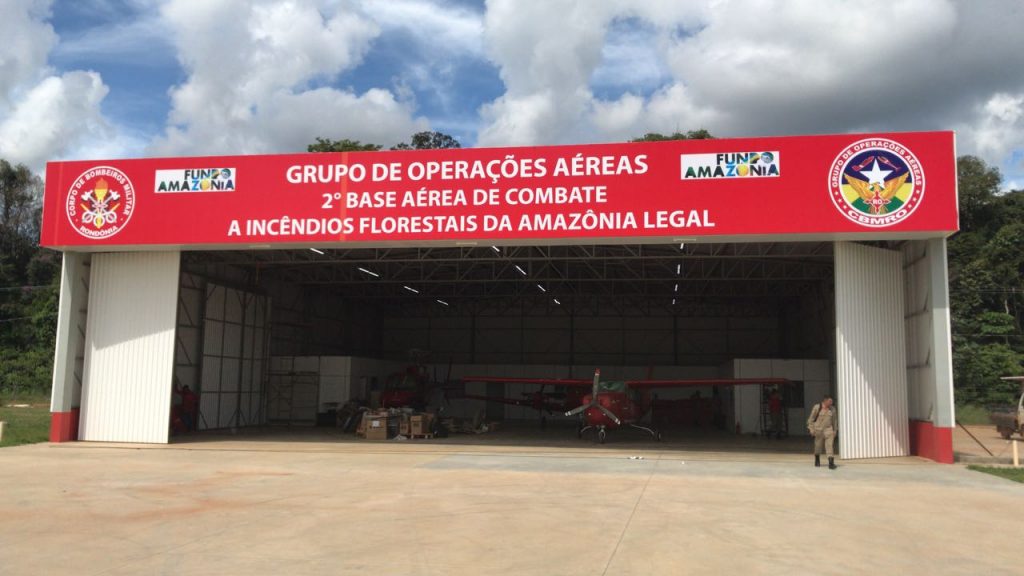 GRUPO DE OPERAÇÕES AÉREAS
2° BASE AÉREA DE COMBATE
A INCÊNDIOS FLORESTAIS DA AMAZÔNIA LEGAL
CORPO DE BOMBEIROS MILITAR
RONDÔNIA
FUNDO
AMAZÔNIA
FUNDO
AMAZÔNIA
GRUPO DE OPERAÇÕES AÉREAS
RO
CBMRO